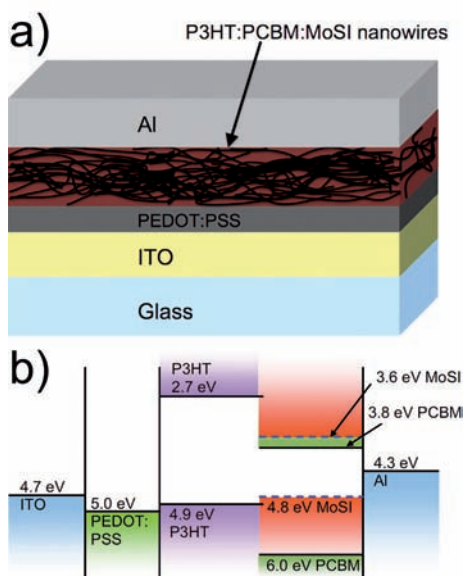 a)
P3HT:PCBM:MoSI nanowires
Al
PEDOT:PSS
ITO
Glass
b)
P3HT
2.7 eV
3.6 eV MoSI
3.8 eV PCBM
4.7 eV
ITO
5.0 eV
PEDOT:
PSS
4.9 eV
P3HT
4.8 eV MoSI
6.0 eV PCBM
4.3 eV
Al